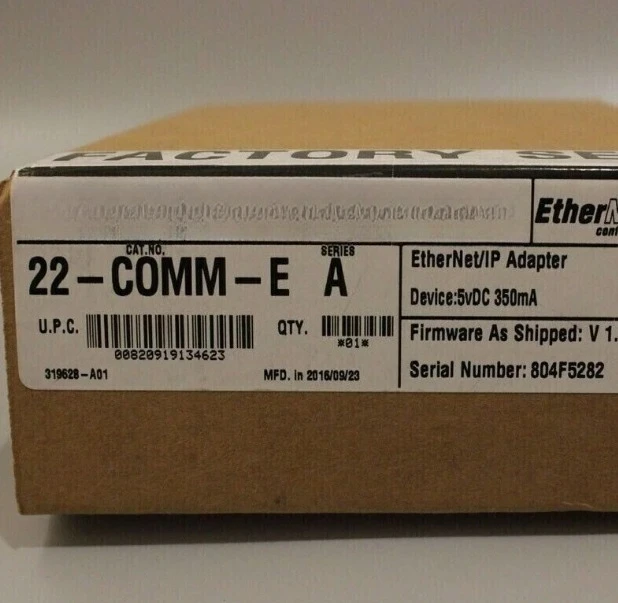 FACTORY SE
EtherN
conf
CAT.NO. SERIES
22-COMM-E A
EtherNet/IP Adapter
Device:5vDC 350mA
U.P.C. QTY.
00820919134623 *01*
319628-A01 MFD. in 2016/09/23
Firmware As Shipped: V 1.
Serial Number: 804F5282